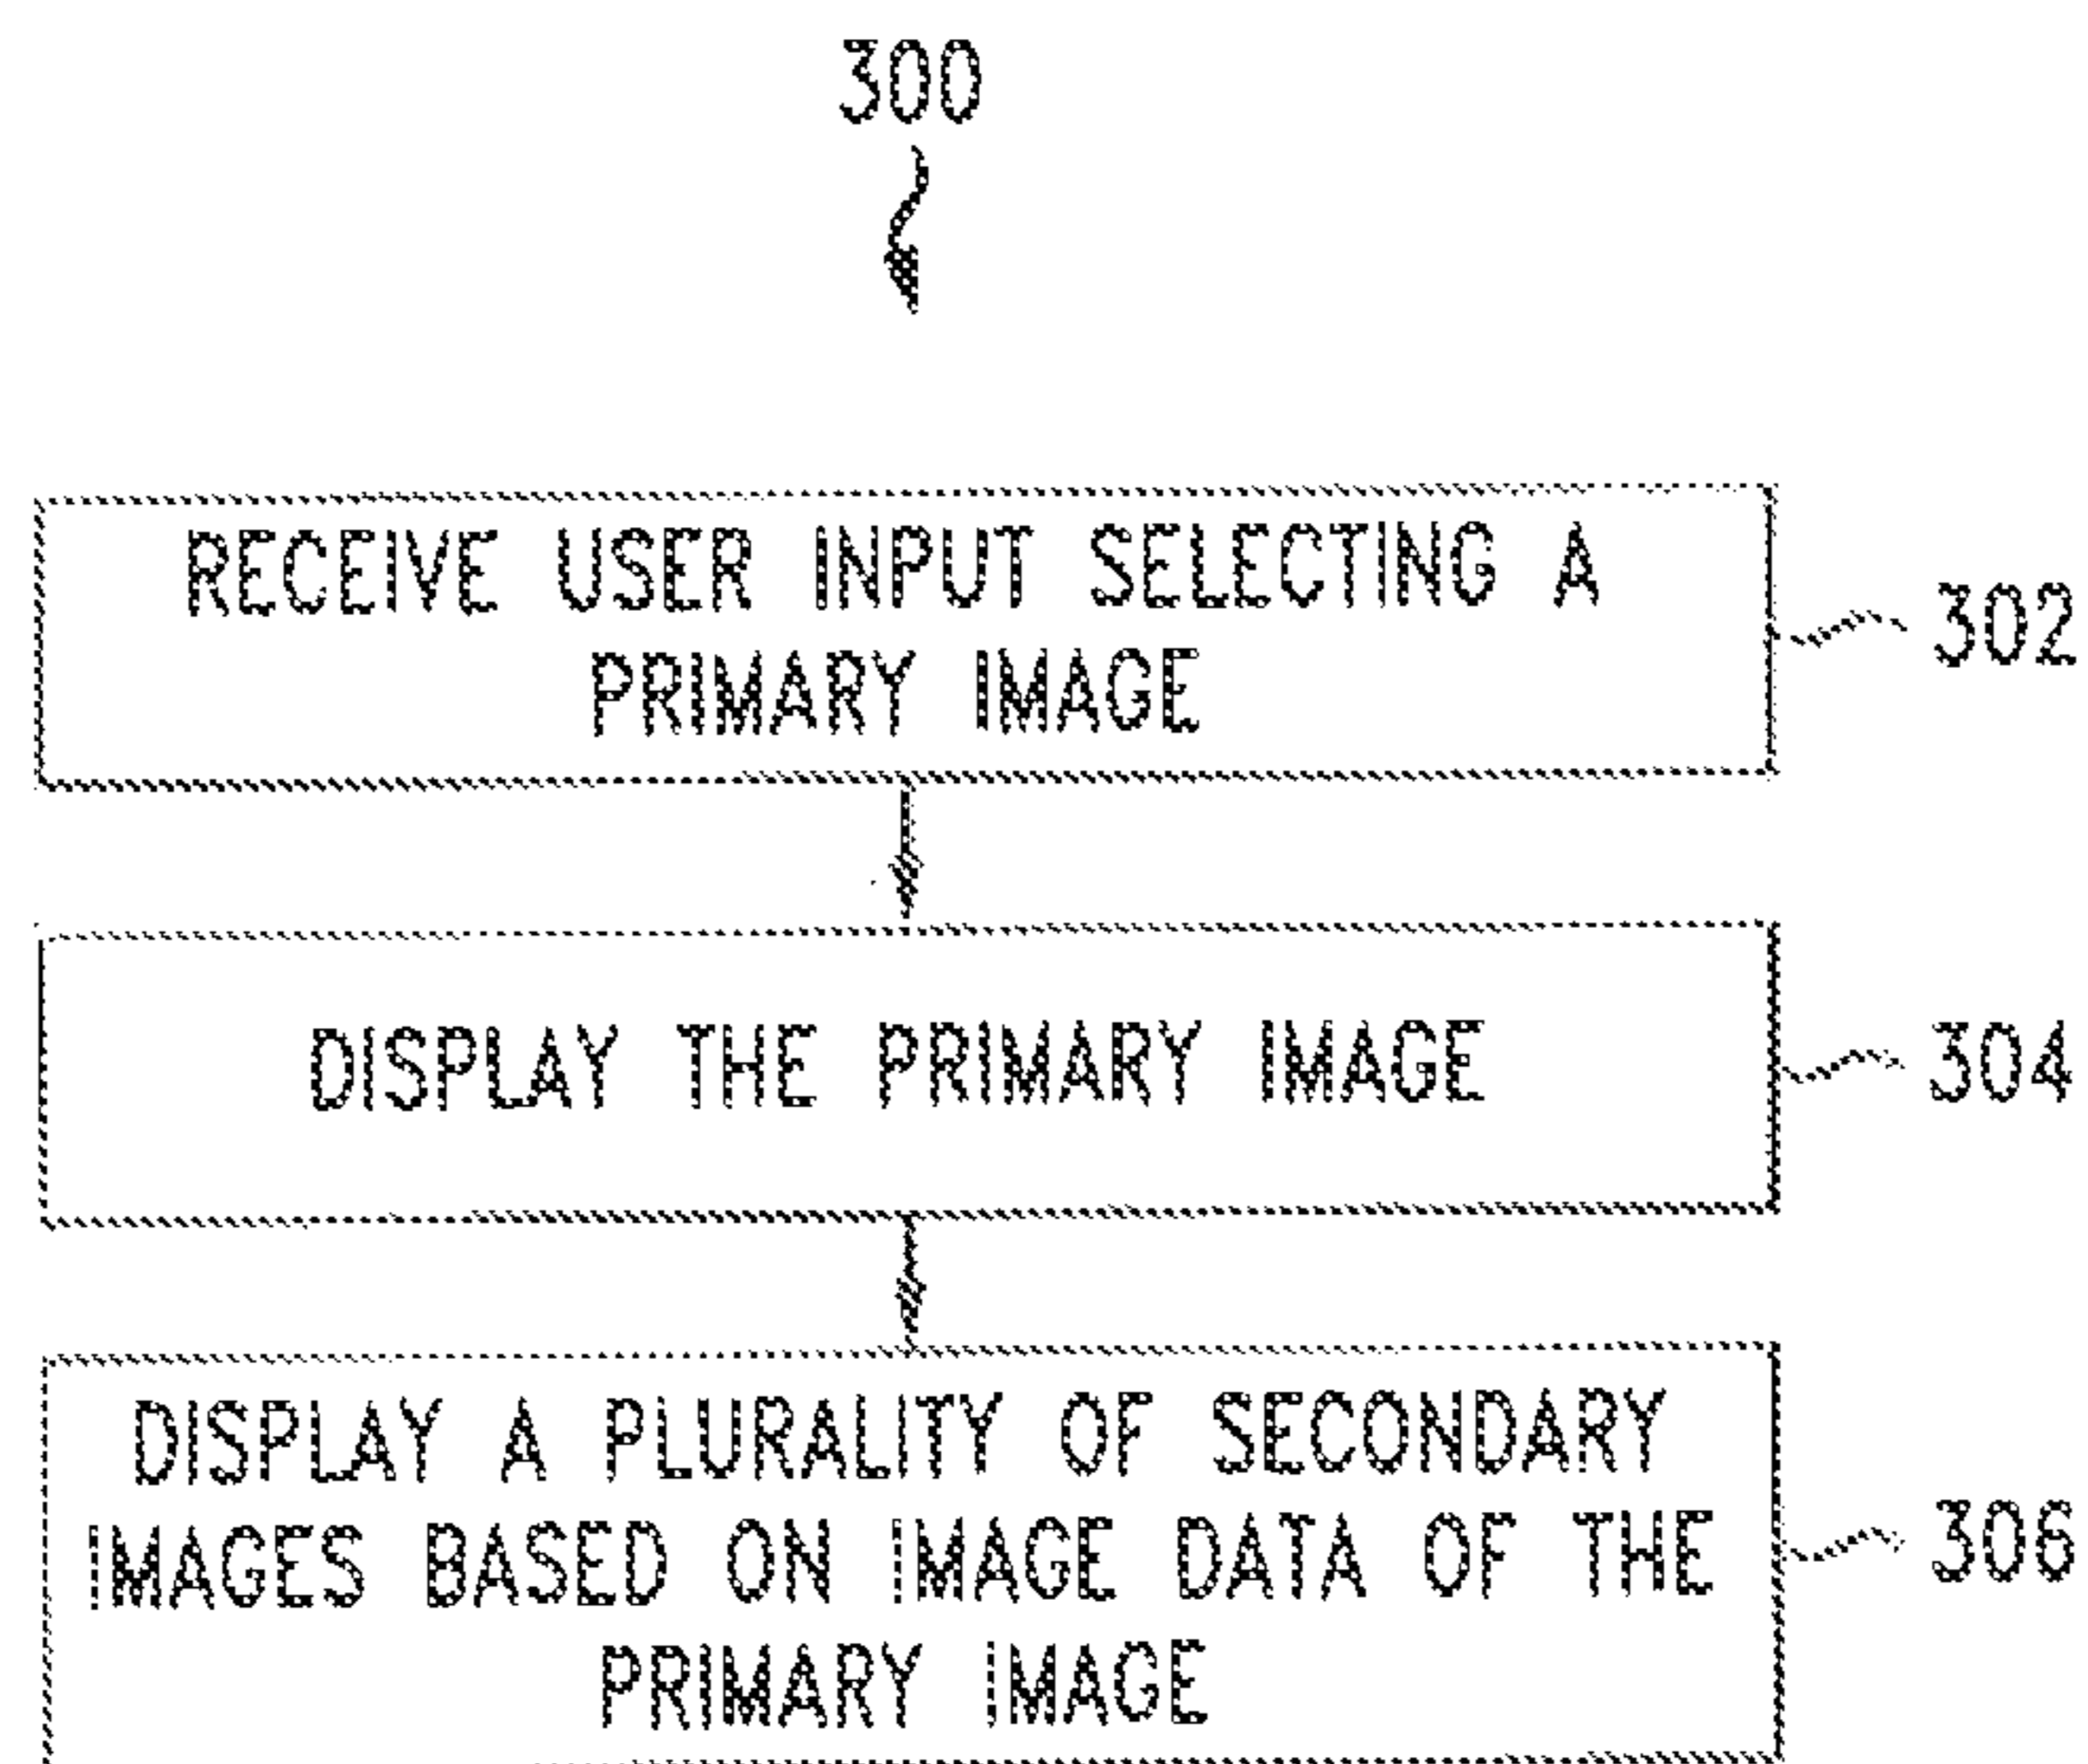 300
RECEIVE USER INPUT SELECTING A
PRIMARY IMAGE
302
DISPLAY THE PRIMARY IMAGE
304
DISPLAY A PLURALITY OF SECONDARY
IMAGES BASED ON IMAGE DATA OF THE
PRIMARY IMAGE
306